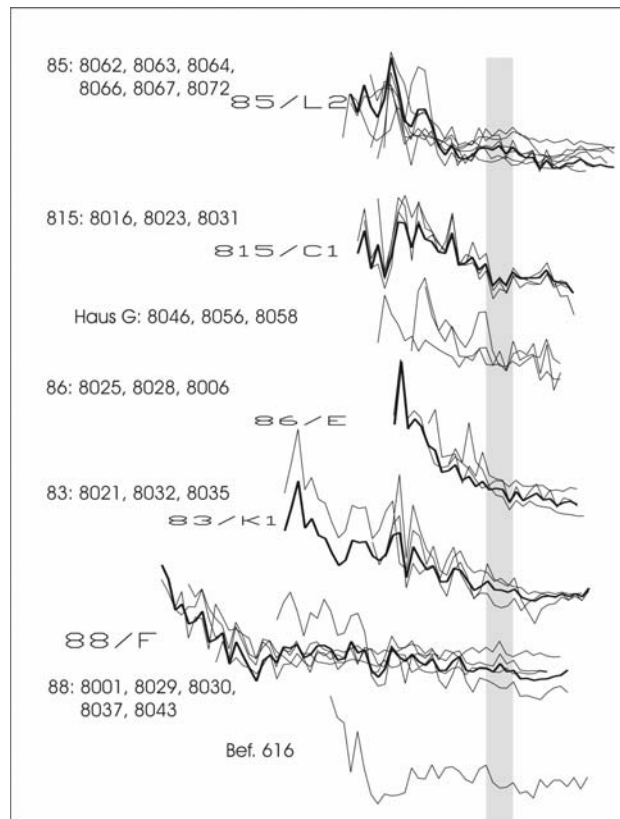 85: 8062, 8063, 8064,
8066, 8067, 8072
85/L2
815: 8016, 8023, 8031
815/C1
Haus G: 8046, 8056, 8058
86: 8025, 8028, 8006
86/E
83: 8021, 8032, 8035
83/K1
88/F
88: 8001, 8029, 8030,
8037, 8043
Bef. 616